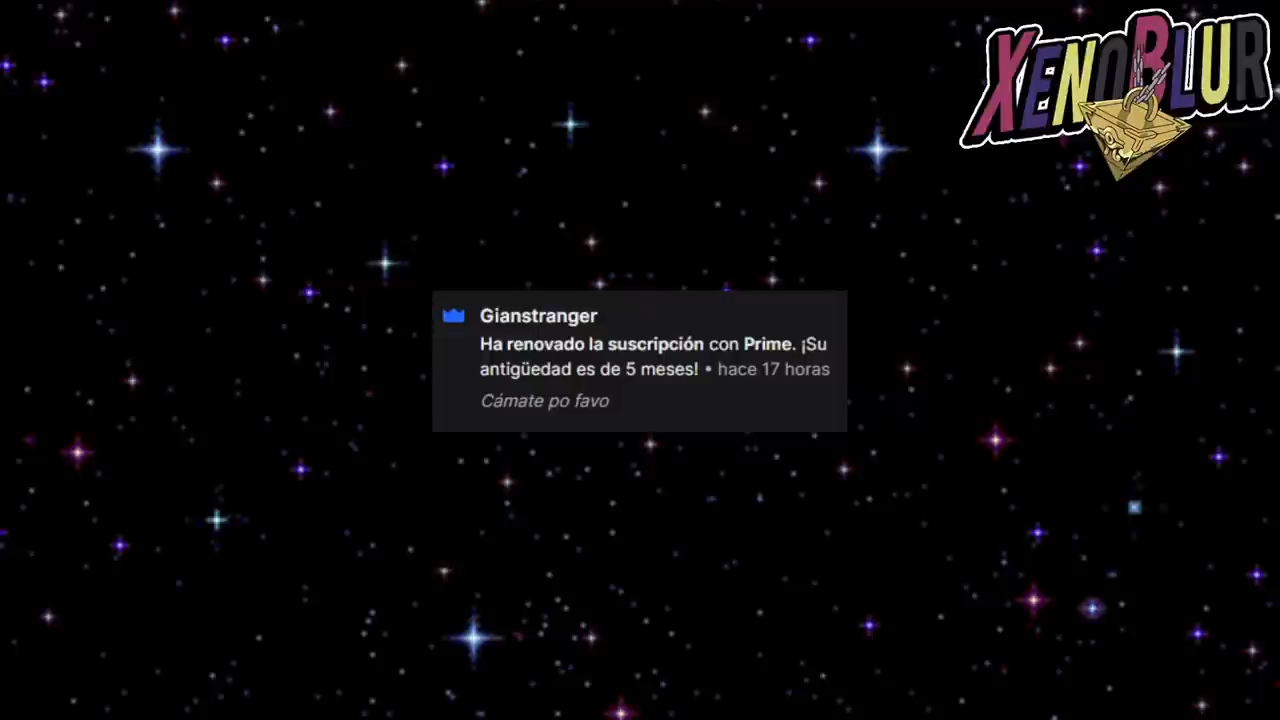 XENOBLUR
Gianstranger
Ha renovado la suscripción con Prime. ¡Su
antigüedad es de 5 meses! • hace 17 horas
Cámate po favo